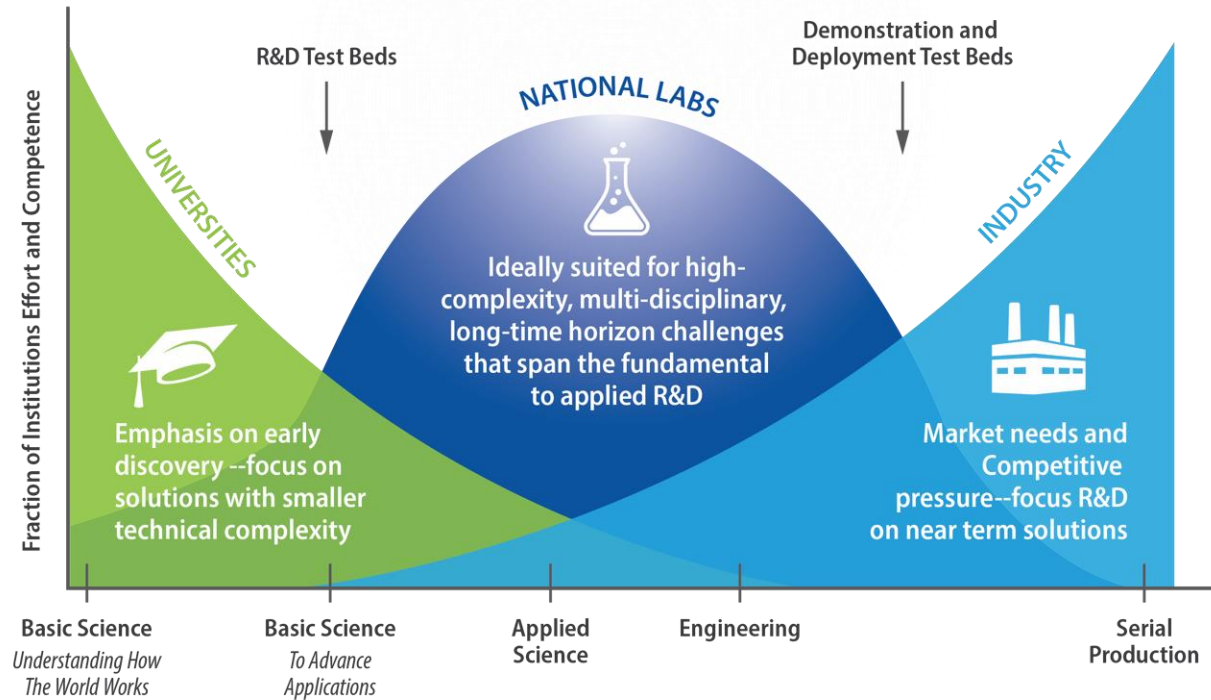 Fraction of Institutions Effort and Competence
R&D Test Beds
Demonstration and
Deployment Test Beds
UNIVERSITIES
NATIONAL LABS
INDUSTRY
Ideally suited for high-
complexity, multi-disciplinary,
long-time horizon challenges
that span the fundamental
to applied R&D
Emphasis on early
discovery --focus on
solutions with smaller
technical complexity
Market needs and
Competitive
pressure--focus R&D
on near term solutions
Basic Science
Understanding How
The World Works
Basic Science
To Advance
Applications
Applied
Science
Engineering
Serial
Production